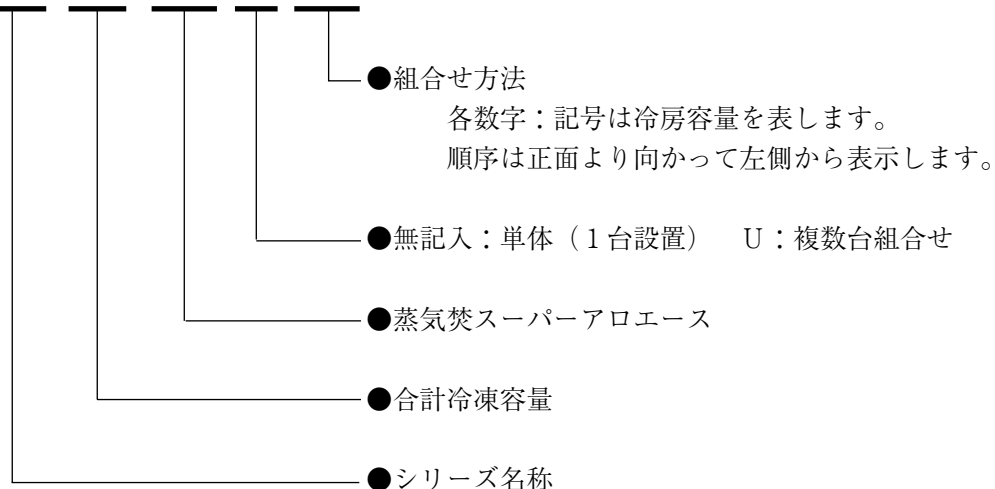 ●組合せ方法
各数字：記号は冷房容量を表します。
順序は正面より向かって左側から表示します。
●無記入：単体（１台設置）　Ｕ：複数台組合せ
●蒸気焚スーパーアロエース
●合計冷凍容量
●シリーズ名称